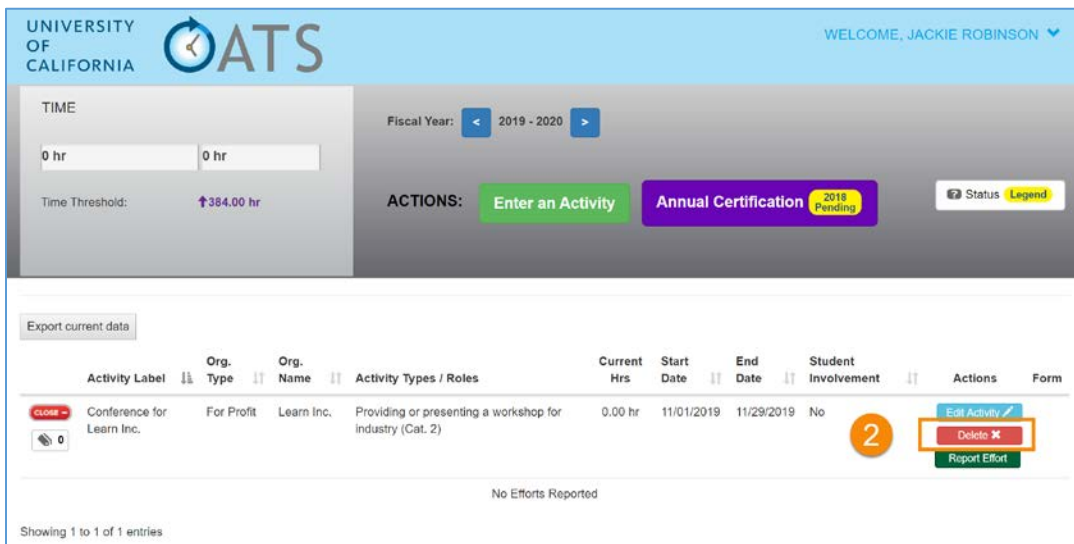 UNIVERSITY
OF
CALIFORNIA
OATS
WELCOME, JACKIE ROBINSON
TIME
0 hr 0 hr
Time Threshold: 384.00 hr
Fiscal Year: < 2019 - 2020 >
ACTIONS: Enter an Activity Annual Certification 2018 Pending
? Status Legend
Export current data
Activity Label Org. Type Org. Name Activity Types / Roles Current Hrs Start Date End Date Student Involvement Actions Form
CLOSE − Conference for Learn Inc. For Profit Learn Inc. Providing or presenting a workshop for industry (Cat. 2) 0.00 hr 11/01/2019 11/29/2019 No
0
Edit Activity
2
Delete ✖
Report Effort
No Efforts Reported
Showing 1 to 1 of 1 entries